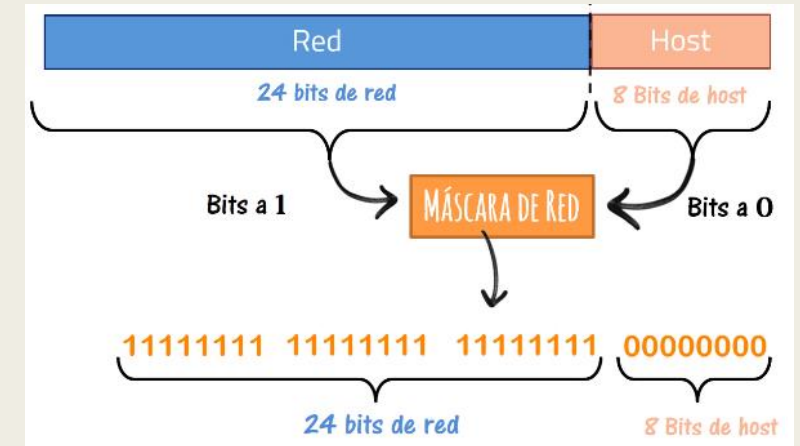 Red Host
24 bits de red 8 Bits de host
Bits a 1 MÁSCARA DE RED Bits a 0
11111111 11111111 11111111 00000000
24 bits de red 8 Bits de host